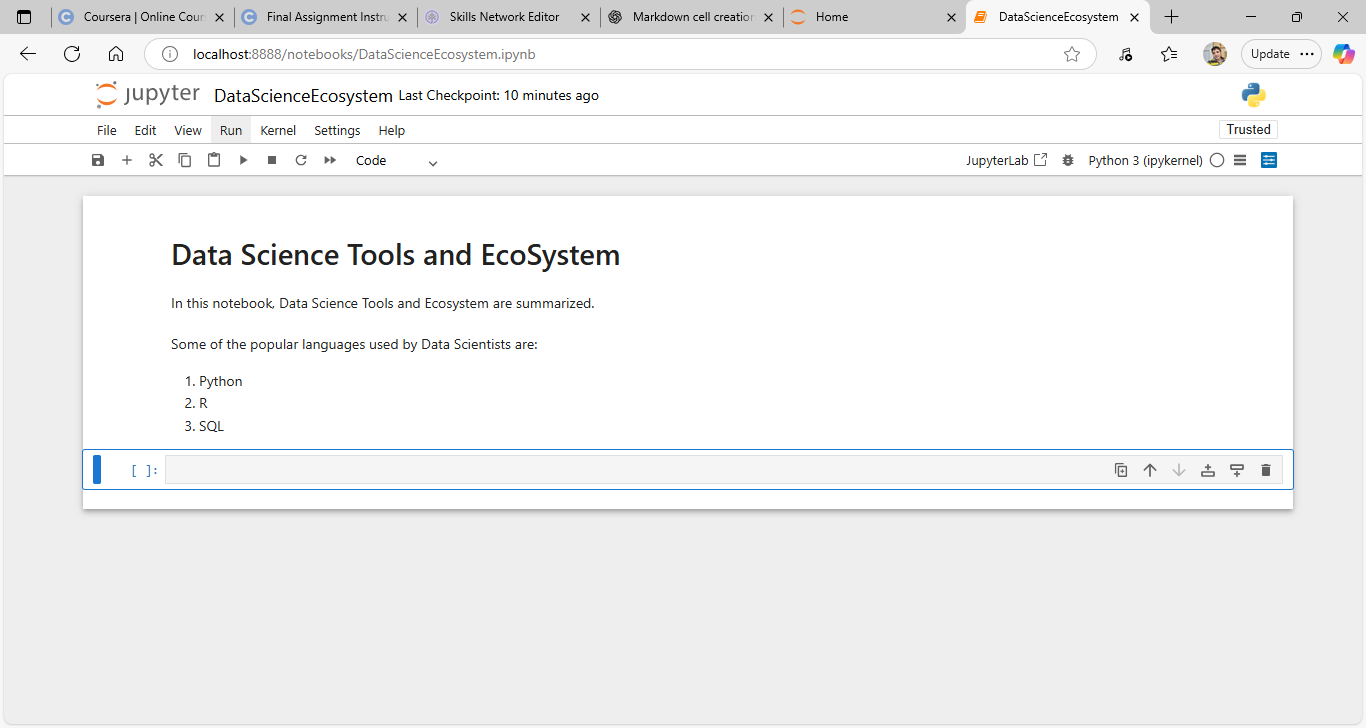 Coursera | Online Cour
Final Assignment Instru
Skills Network Editor
Markdown cell creation
Home
DataScienceEcosystem
localhost:8888/notebooks/DataScienceEcosystem.ipynb
Update
jupyter DataScienceEcosystem Last Checkpoint: 10 minutes ago
File Edit View Run Kernel Settings Help
Trusted
Code
JupyterLab
Python 3 (ipykernel)
Data Science Tools and EcoSystem
In this notebook, Data Science Tools and Ecosystem are summarized.
Some of the popular languages used by Data Scientists are:
1. Python
2. R
3. SQL
[ ]: